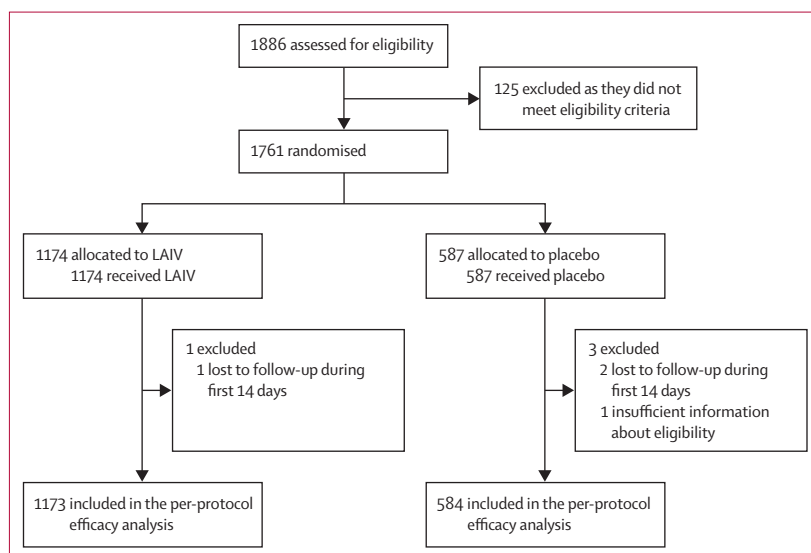 1886 assessed for eligibility
125 excluded as they did not
meet eligibility criteria
1761 randomised
1174 allocated to LAIV
1174 received LAIV
587 allocated to placebo
587 received placebo
1 excluded
1 lost to follow-up during
first 14 days
3 excluded
2 lost to follow-up during
first 14 days
1 insufficient information
about eligibility
1173 included in the per-protocol
efficacy analysis
584 included in the per-protocol
efficacy analysis